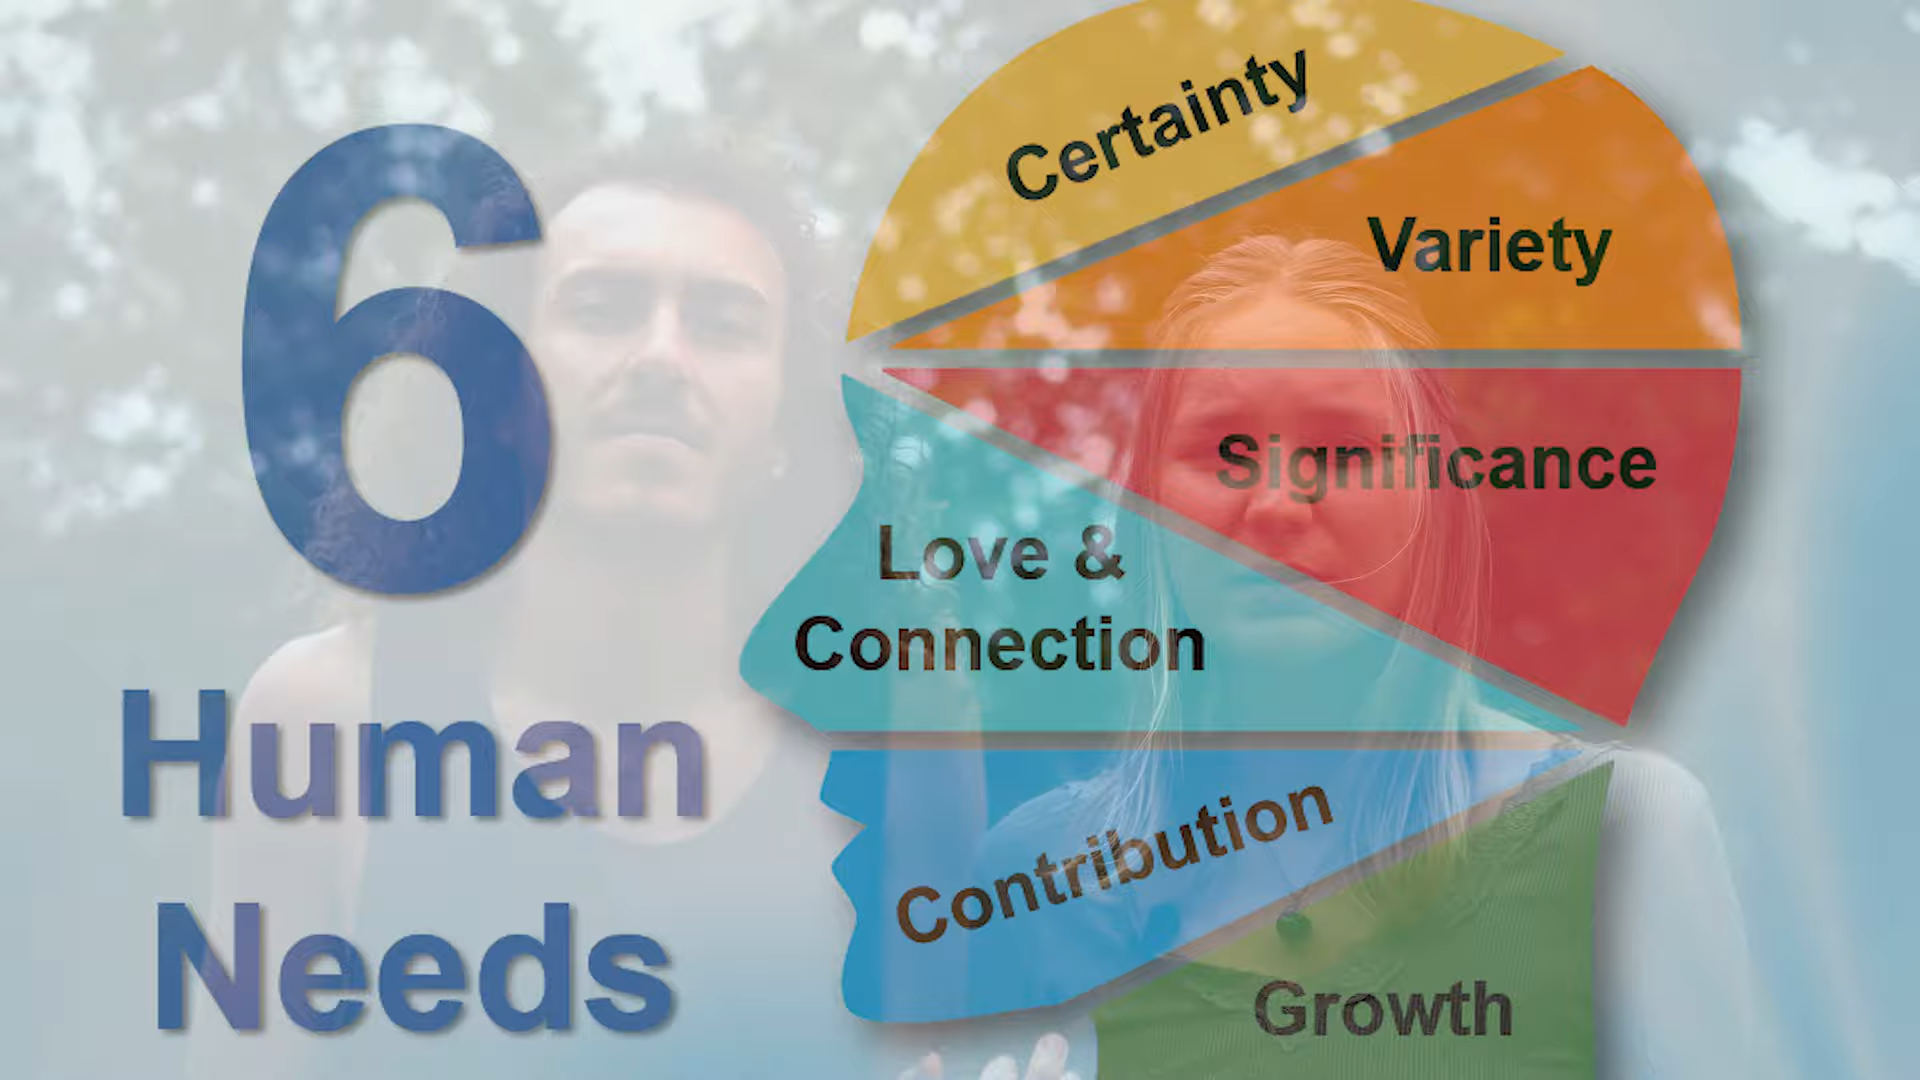 6
Human
Needs
Certainty
Variety
Significance
Love &
Connection
Contribution
Growth